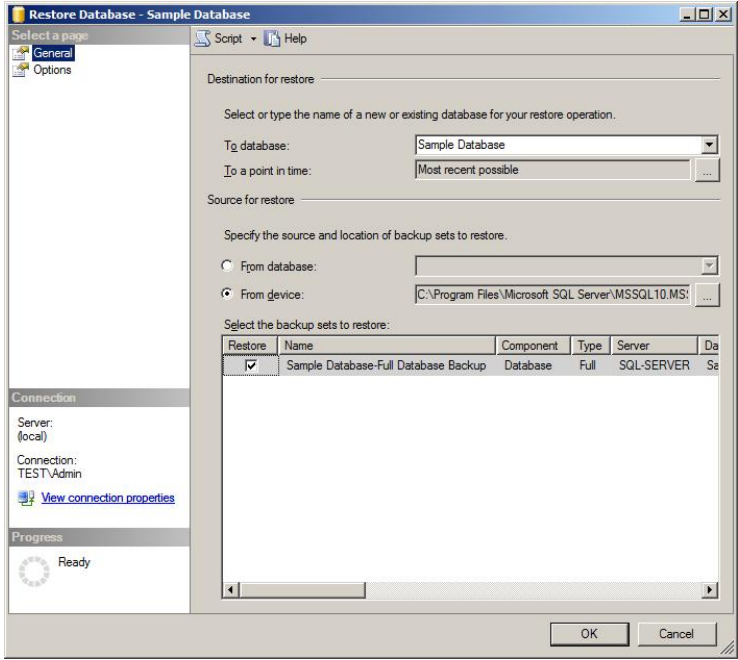 Restore Database - Sample Database
Select a page
General
Options
Script
Help
Destination for restore
Select or type the name of a new or existing database for your restore operation.
To database:
Sample Database
To a point in time:
Most recent possible
...
Source for restore
Specify the source and location of backup sets to restore.
From database:
From device:
C:\Program Files\Microsoft SQL Server\MSSQL10.MS
...
Select the backup sets to restore:
Restore Name Component Type Server Da
Sample Database-Full Database Backup Database Full SQL-SERVER Sa
Connection
Server:
(local)
Connection:
TEST\Admin
View connection properties
Progress
Ready
OK
Cancel